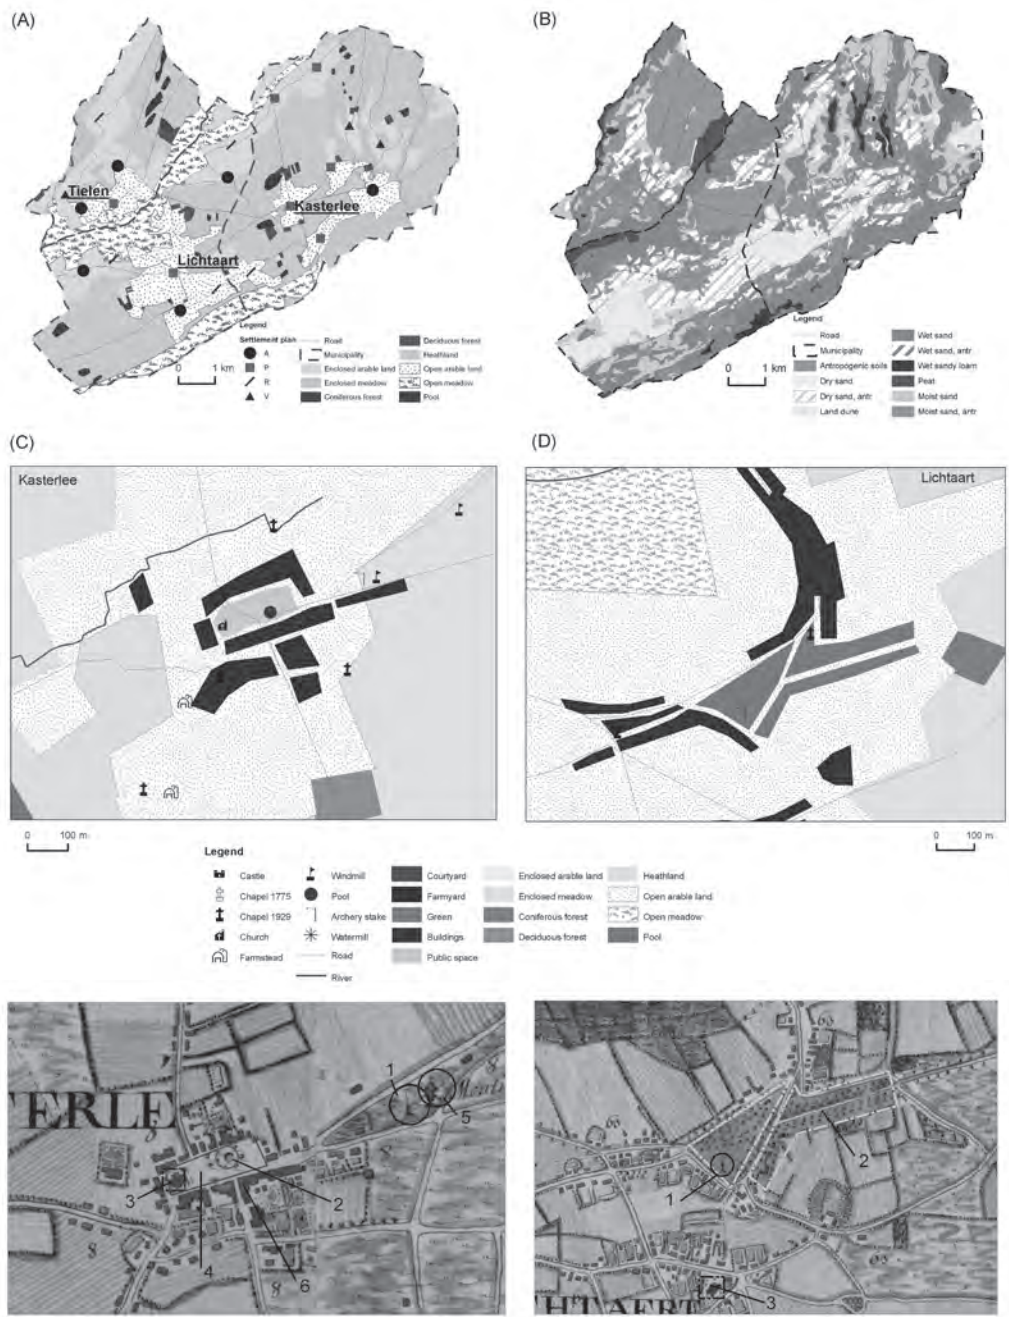 (A)
Tielen
Kasterlee
Lichtaart
Legend
Settlement plan
A
P
R
V
Road
Municipality
Enclosed arable land
Enclosed meadow
Coniferous forest
Deciduous forest
Heathland
Open arable land
Open meadow
Pool
0 1 km
(B)
Legend
Road
Municipality
Antropogenic soils
Dry sand
Dry sand, antr
Land dune
Wet sand
Wet sand, antr
Wet sandy loam
Peat
Moist sand
Moist sand, antr
0 1 km
(C)
Kasterlee
0 100 m
(D)
Lichtaart
0 100 m
Legend
Castle
Chapel 1775
Chapel 1929
Church
Farmstead
Windmill
Pool
Archery stake
Watermill
Road
River
Courtyard
Farmyard
Green
Buildings
Public space
Enclosed arable land
Enclosed meadow
Coniferous forest
Deciduous forest
Heathland
Open arable land
Open meadow
Pool
ERLE
1
5
2
3
4
6
8
8
8
8
1
2
3
HTAERT